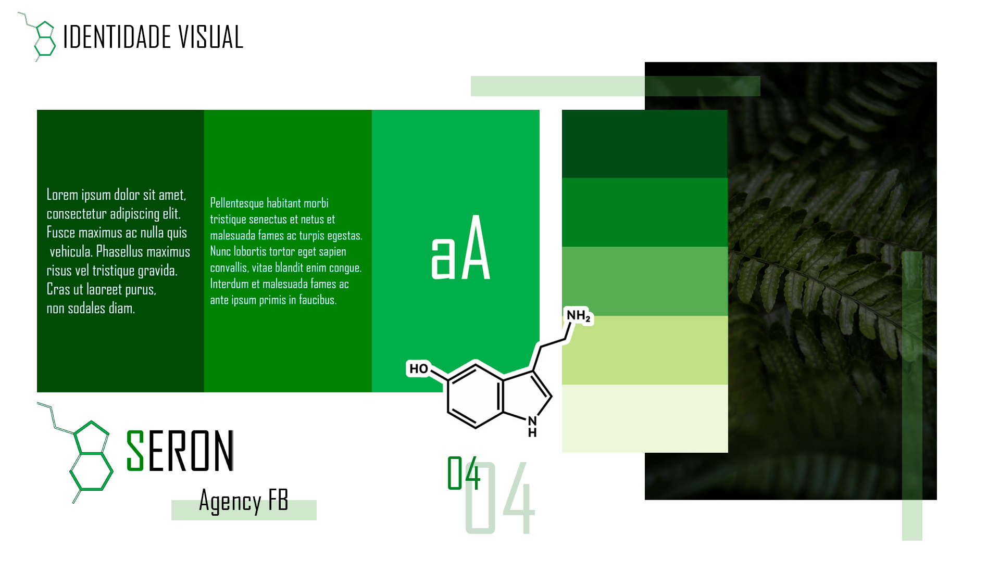 IDENTIDADE VISUAL
Lorem ipsum dolor sit amet,
consectetur adipiscing elit.
Fusce maximus ac nulla quis
vehicula. Phasellus maximus
risus vel tristique gravida.
Cras ut laoreet purus,
non sodales diam.
Pellentesque habitant morbi
tristique senectus et netus et
malesuada fames ac turpis egestas.
Nunc lobortis tortor eget sapien
convallis, vitae blandit enim congue.
Interdum et malesuada fames ac
ante ipsum primis in faucibus.
aA
NH₂
HO
N
H
SERON
Agency FB
04
04